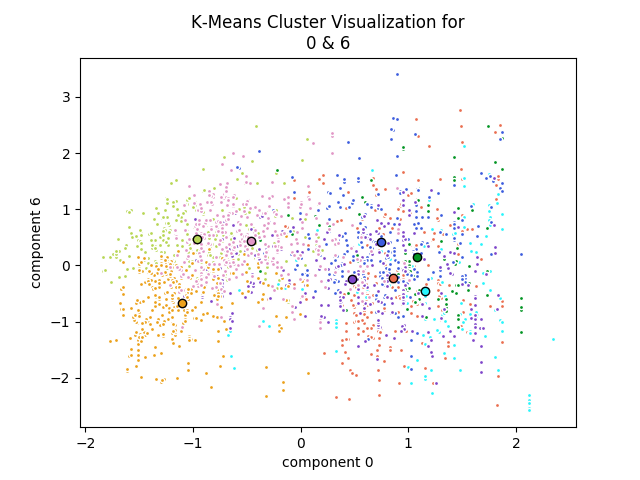 K-Means Cluster Visualization for
0 & 6
3
2
1
0
−1
−2
component 6
−2
−1
0
1
2
component 0